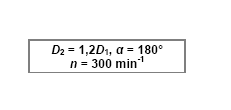 D₂ = 1,2D₁, α = 180°
n = 300 min⁻¹